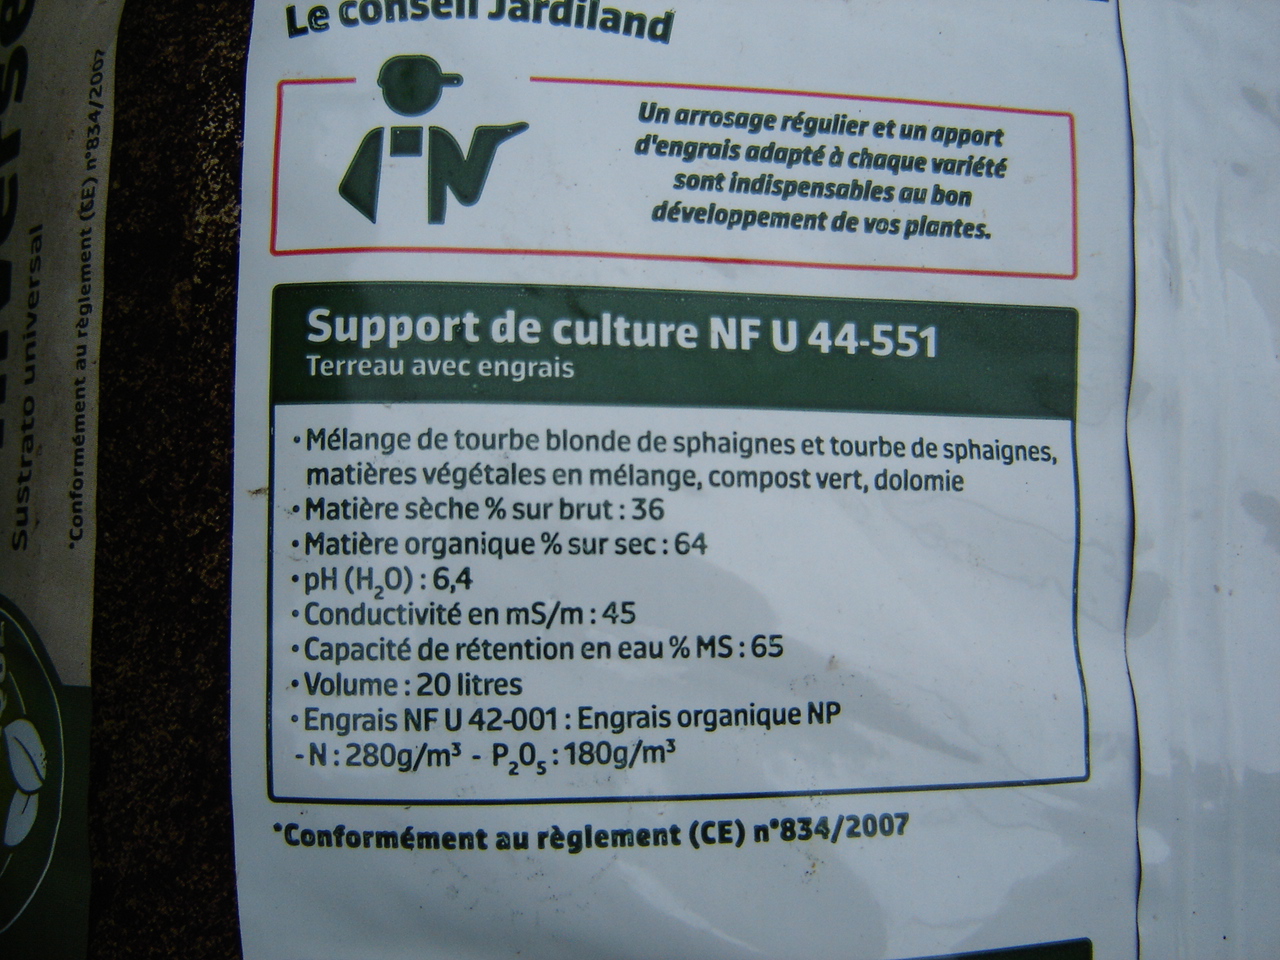 Le conseil Jardiland
Un arrosage régulier et un apport
d'engrais adapté à chaque variété
sont indispensables au bon
développement de vos plantes.
Support de culture NF U 44-551
Terreau avec engrais
• Mélange de tourbe blonde de sphaignes et tourbe de sphaignes,
matières végétales en mélange, compost vert, dolomie
• Matière sèche % sur brut : 36
• Matière organique % sur sec : 64
• pH (H₂O) : 6,4
• Conductivité en mS/m : 45
• Capacité de rétention en eau % MS : 65
• Volume : 20 litres
• Engrais NF U 42-001 : Engrais organique NP
- N : 280g/m³ - P₂O₅ : 180g/m³
*Conformément au règlement (CE) n°834/2007
sustrato universal
*Conformément au règlement (CE) n°834/2007